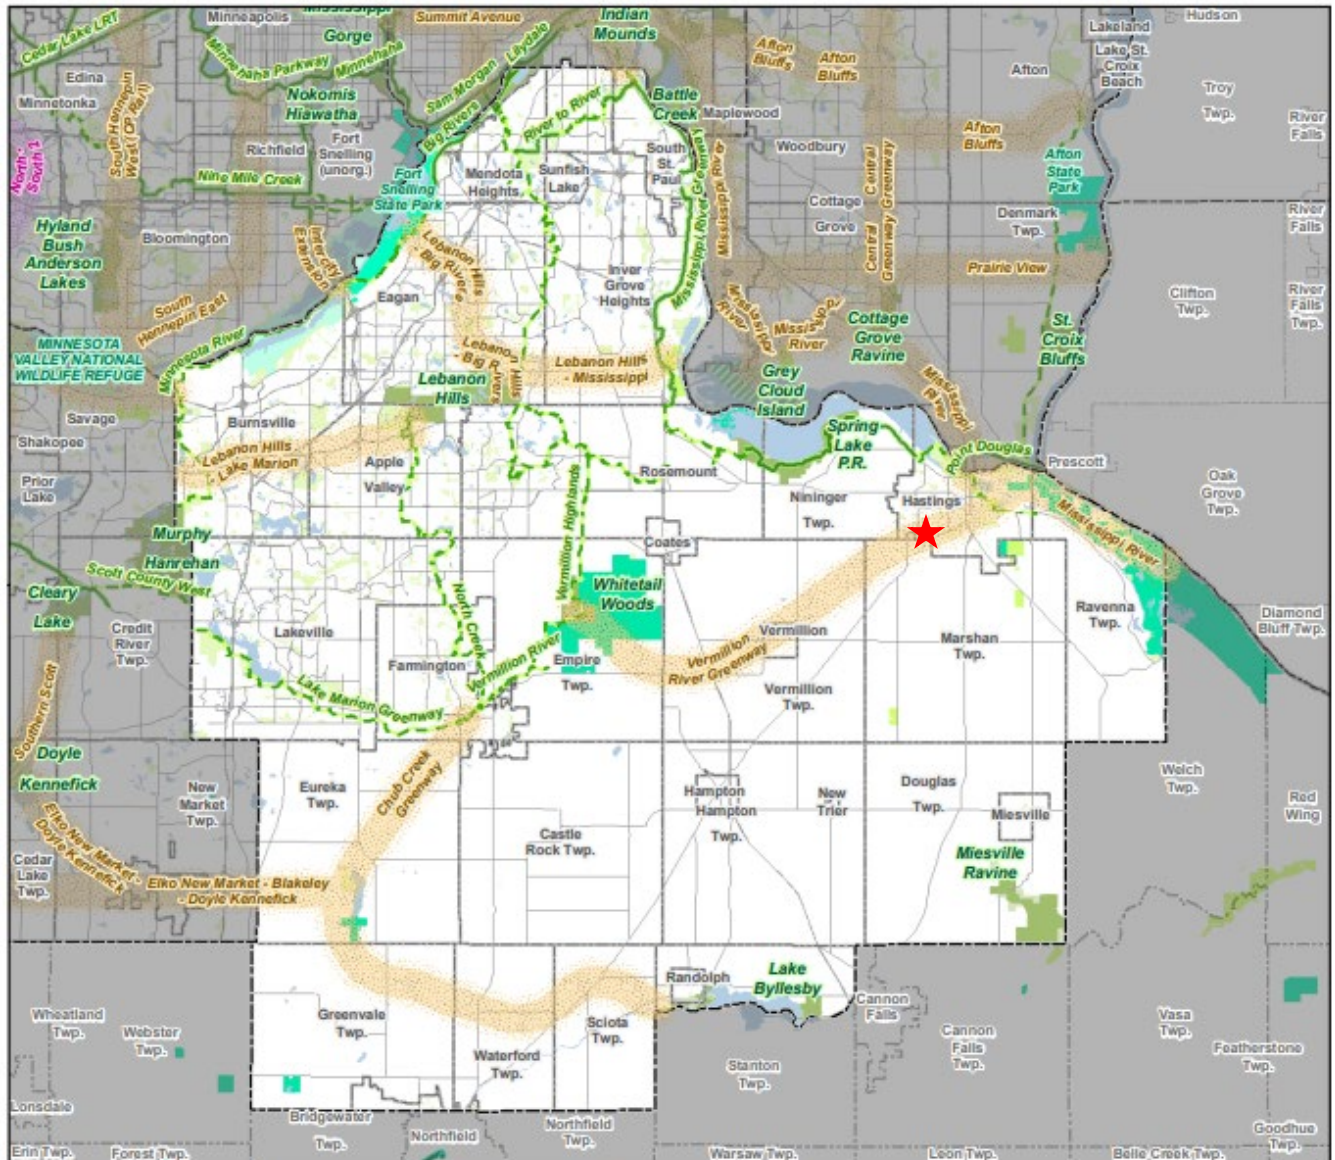 Cedar Lake LRT
Minneapolis
Mississippi
Gorge
Summit Avenue
Indian
Mounds
Lakeland
Hudson
Edina
Minnetonka
South Hennepin
West (CP Rail)
Minnehaha Parkway
Minnehaha
Nokomis
Hiawatha
Sam Morgan
Lilydale
Big Rivers
River to River
Battle
Creek
Maplewood
Afton
Bluffs
Afton
Bluffs
Afton
Lake St.
Croix
Beach
Troy
Twp.
River
Falls
North-
South 1
Richfield
Fort
Snelling
(unorg.)
Nine Mile Creek
Fort
Snelling
State Park
Mendota
Heights
Sunfish
Lake
South
St.
Paul
Woodbury
Afton
Bluffs
Afton
State
Park
Hyland
Bush
Anderson
Lakes
Bloomington
Intercity
Extension
South
Hennepin East
Lebanon Hills
Big Rivers
Eagan
Inver
Grove
Heights
Mississippi River Greenway
Mississippi River
Cottage
Grove
Central
Greenway
Central
Greenway
Denmark
Twp.
River
Falls
Prairie View
Clifton
Twp.
River
Falls
Twp.
Minnesota River
MINNESOTA
VALLEY NATIONAL
WILDLIFE REFUGE
Lebanon Hills
- Big Rivers
Lebanon
Hills
Lebanon Hills
- Mississippi
Mississippi
River
Mississippi
River
Cottage
Grove
Ravine
St.
Croix
Bluffs
Grey
Cloud
Island
Mississippi
River
Savage
Shakopee
Prior
Lake
Burnsville
Lebanon Hills
- Lake Marion
Apple
Valley
Rosemount
Spring
Lake
P.R.
Point Douglas
Prescott
Oak
Grove
Twp.
Nininger
Twp.
Hastings
Mississippi River
Murphy
Hanrehan
Coates
Scott County West
Cleary
Lake
Credit
River
Twp.
Lakeville
North Creek
Vermillion Highlands
Whitetail
Woods
Farmington
Vermillion River
Empire
Twp.
Vermillion
River Greenway
Vermillion
Vermillion
Twp.
Marshan
Twp.
Ravenna
Twp.
Diamond
Bluff Twp.
Lake Marion Greenway
Southern Scott
Doyle
Kennefick
New
Market
Twp.
Eureka
Twp.
Chub Creek
Greenway
Hampton
Hampton
Twp.
New
Trier
Douglas
Twp.
Miesville
Welch
Twp.
Red
Wing
Castle
Rock Twp.
Miesville
Ravine
Elko New Market -
Doyle Kennefick
Cedar
Lake
Twp.
Elko New Market - Blakeley
- Doyle Kennefick
Randolph
Lake
Byllesby
Cannon
Falls
Wheatland
Twp.
Webster
Twp.
Greenvale
Twp.
Sciota
Twp.
Waterford
Twp.
Stanton
Twp.
Cannon
Falls
Twp.
Vasa
Twp.
Featherstone
Twp.
Lonsdale
Bridgewater
Twp.
Northfield
Northfield
Twp.
Goodhue
Twp.
Erin Twp.
Forest Twp.
Warsaw Twp.
Leon Twp.
Belle Creek Twp.